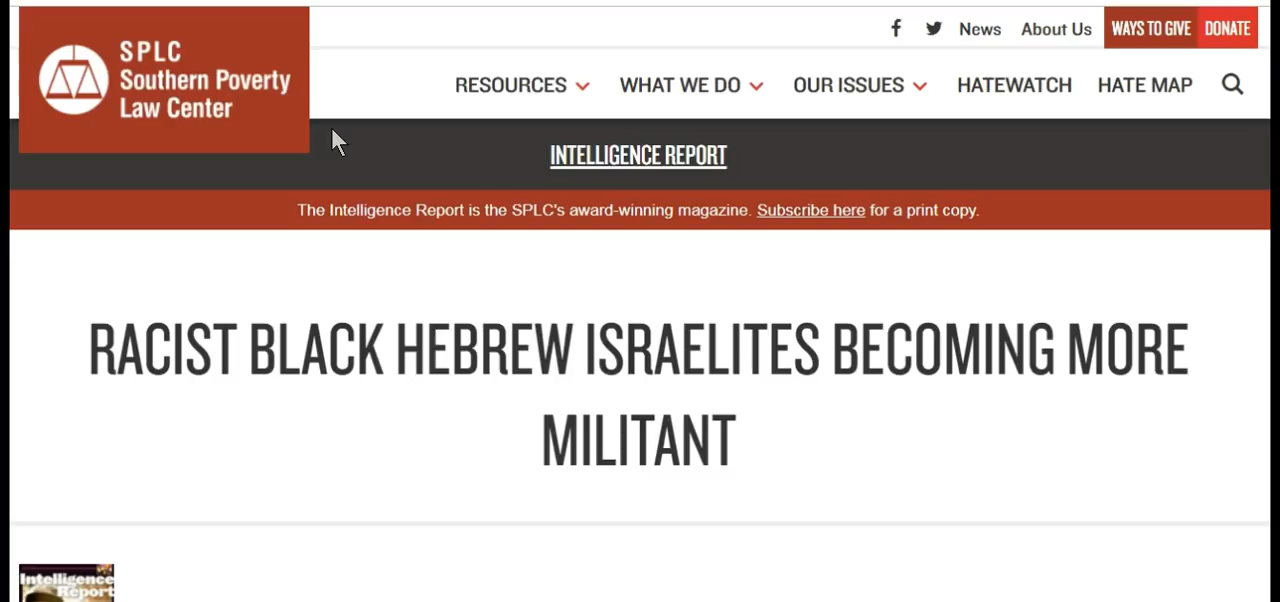 SPLC
Southern Poverty
Law Center
News About Us WAYS TO GIVE DONATE
RESOURCES WHAT WE DO OUR ISSUES HATEWATCH HATE MAP
INTELLIGENCE REPORT
The Intelligence Report is the SPLC's award-winning magazine. Subscribe here for a print copy.
RACIST BLACK HEBREW ISRAELITES BECOMING MORE
MILITANT
Intelligence
Report